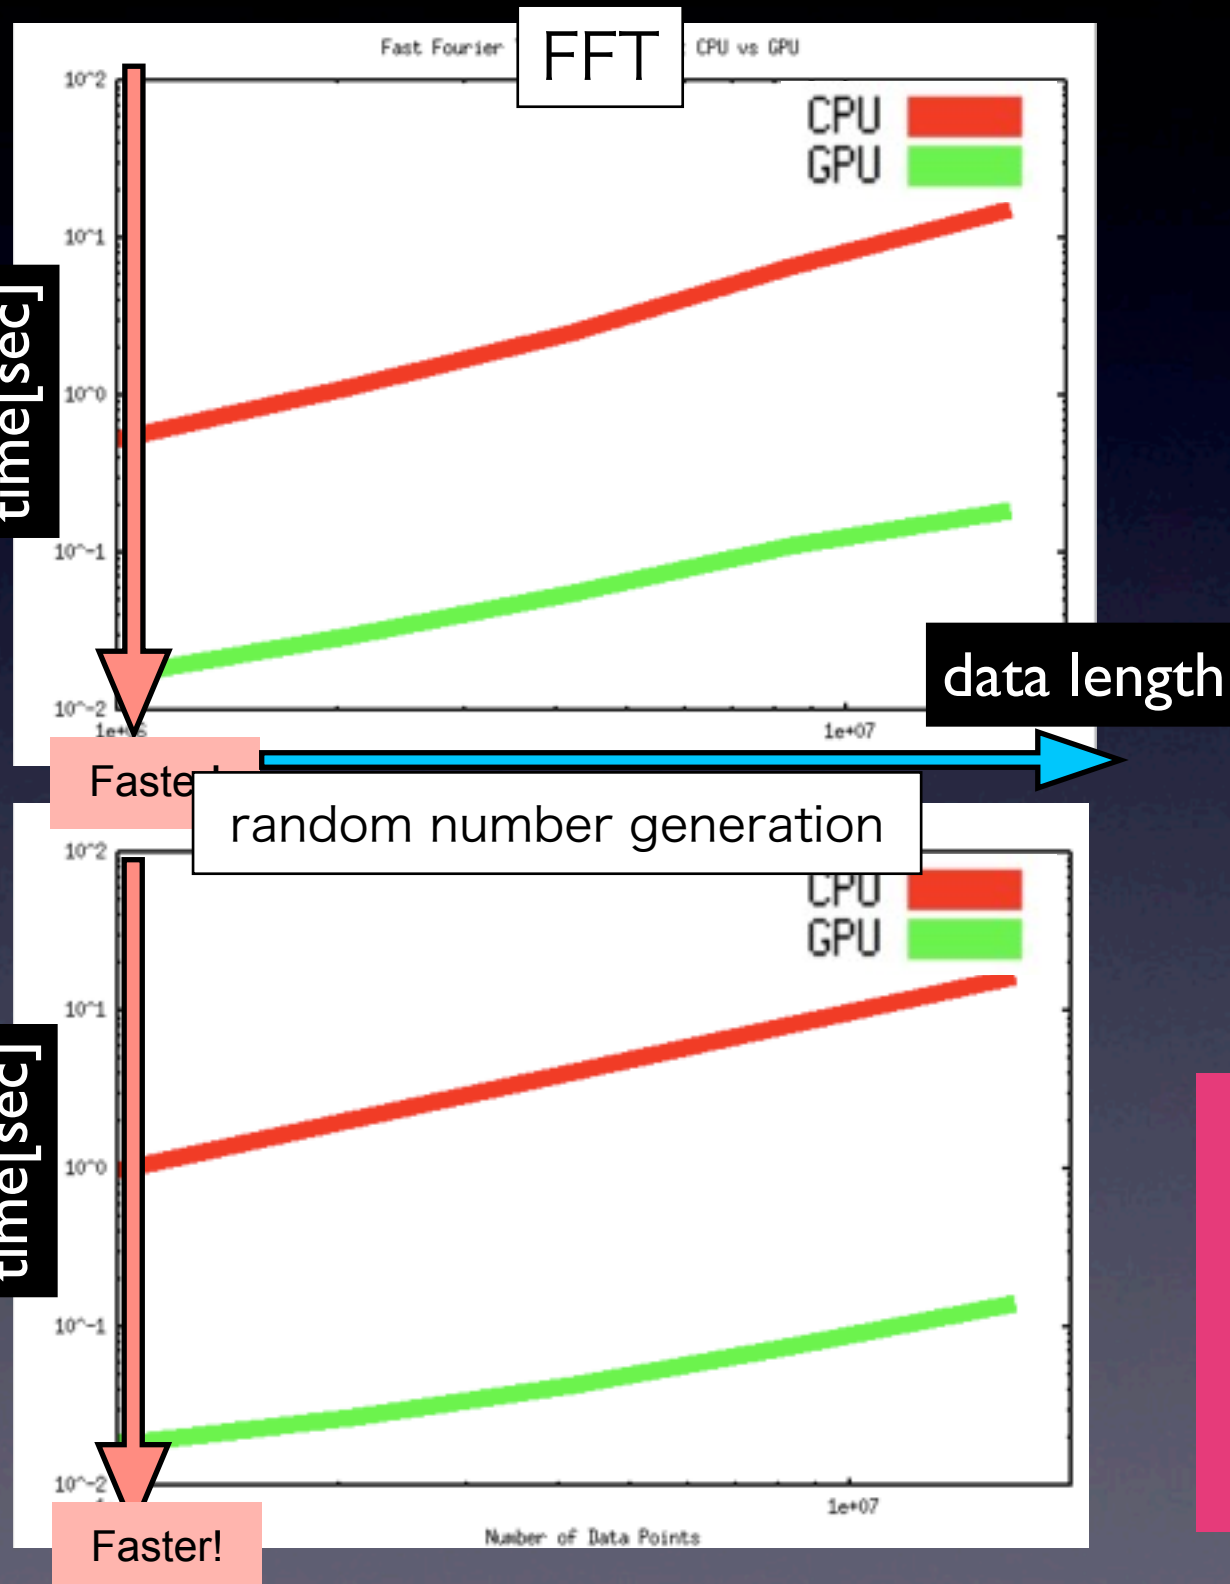 Fast Fourier
FFT
CPU vs GPU
10^2
CPU
GPU
10^1
time[sec]
10^0
10^-1
data length
10^-2
1e+07
random number generation
10^2
CPU
GPU
10^1
time[sec]
10^0
10^-1
10^-2
1e+07
Number of Data Points
Faster!